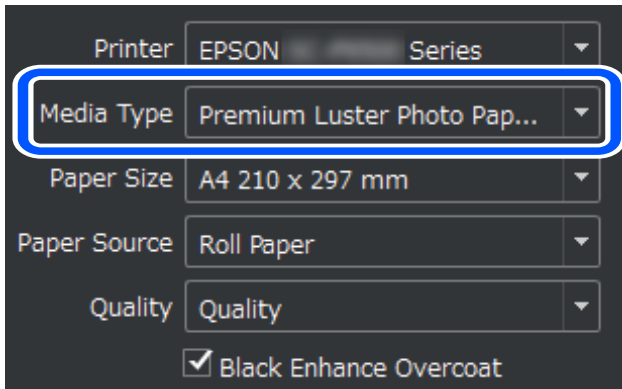 Printer EPSON Series
Media Type Premium Luster Photo Pap...
Paper Size A4 210 x 297 mm
Paper Source Roll Paper
Quality Quality
Black Enhance Overcoat